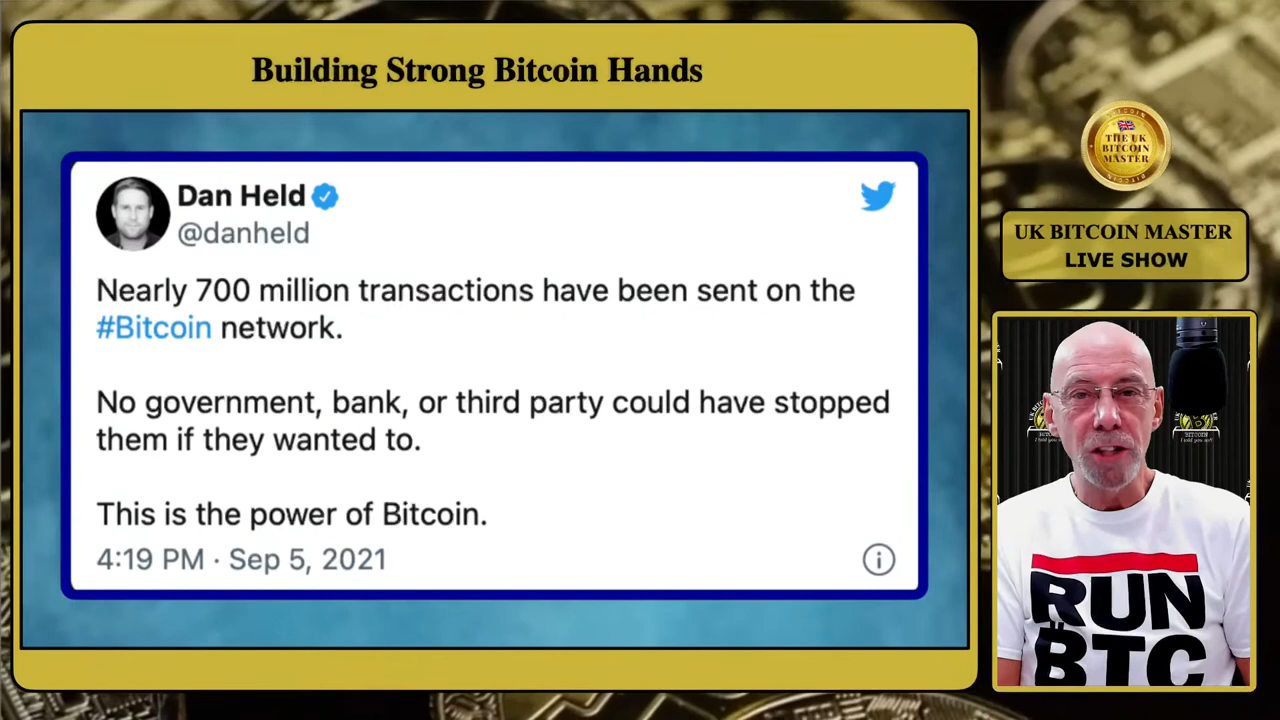 Building Strong Bitcoin Hands
Dan Held
@danheld
Nearly 700 million transactions have been sent on the
#Bitcoin network.
No government, bank, or third party could have stopped
them if they wanted to.
This is the power of Bitcoin.
4:19 PM · Sep 5, 2021
BITCOIN
THE UK
BITCOIN
MASTER
BITCOIN
UK BITCOIN MASTER
LIVE SHOW
RUN
BTC